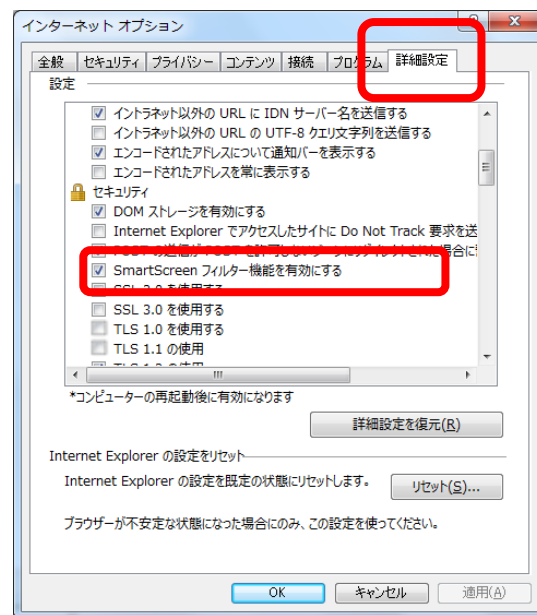 インターネット オプション
全般 セキュリティ プライバシー コンテンツ 接続 プログラム 詳細設定
設定
イントラネット以外の URL に IDN サーバー名を送信する
イントラネット以外の URL の UTF-8 クエリ文字列を送信する
エンコードされたアドレスについて通知バーを表示する
エンコードされたアドレスを常に表示する
セキュリティ
DOM ストレージを有効にする
Internet Explorer でアクセスしたサイトに Do Not Track 要求を送
SmartScreen フィルター機能を有効にする
SSL 2.0 を使用する
SSL 3.0 を使用する
TLS 1.0 を使用する
TLS 1.1 の使用
TLS 1.2 の使用
*コンピューターの再起動後に有効になります
詳細設定を復元(R)
Internet Explorer の設定をリセット
Internet Explorer の設定を既定の状態にリセットします。
リセット(S)...
ブラウザーが不安定な状態になった場合にのみ、この設定を使ってください。
OK キャンセル 適用(A)